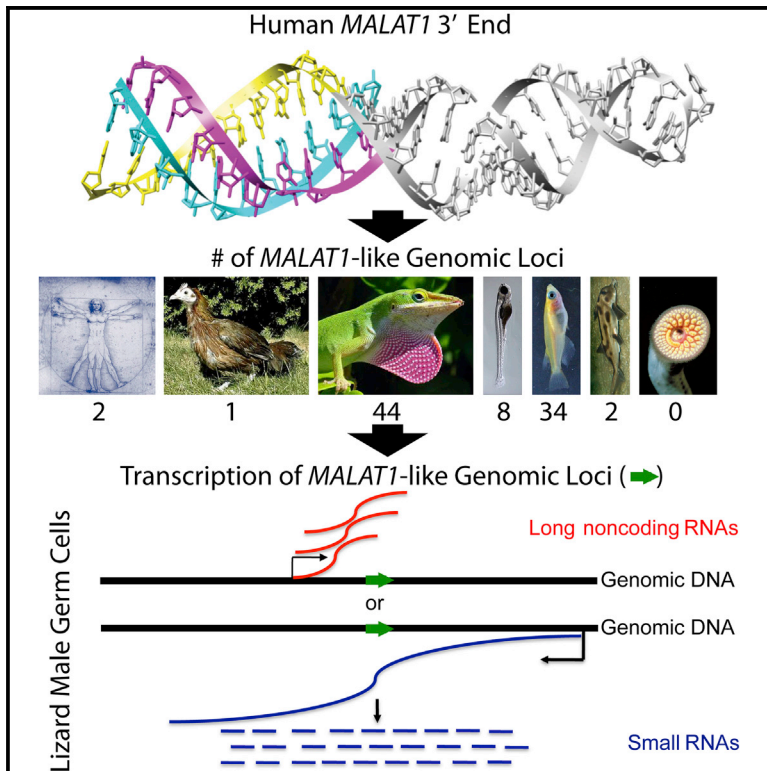 Human MALAT1 3' End
# of MALAT1-like Genomic Loci
2 1 44 8 34 2 0
Transcription of MALAT1-like Genomic Loci ( )
Lizard Male Germ Cells
Long noncoding RNAs
Genomic DNA
or
Genomic DNA
Small RNAs